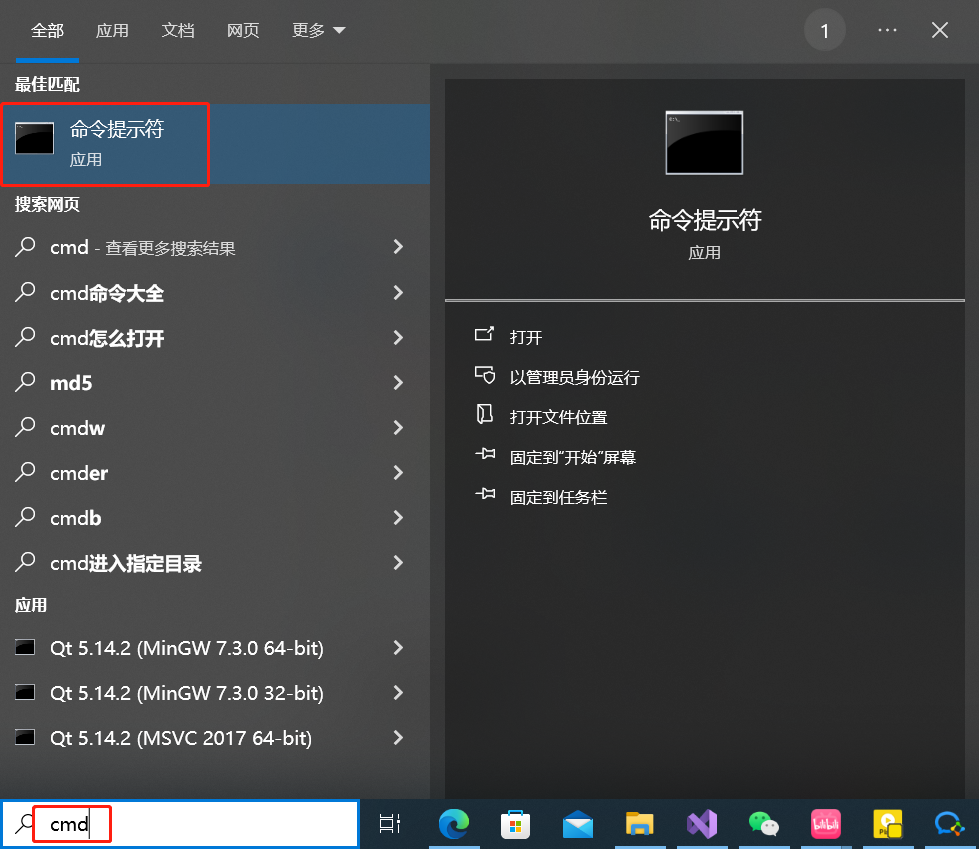 全部 应用 文档 网页 更多 1
最佳匹配
命令提示符
应用
搜索网页
cmd - 查看更多搜索结果
cmd命令大全
cmd怎么打开
md5
cmdw
cmder
cmdb
cmd进入指定目录
应用
Qt 5.14.2 (MinGW 7.3.0 64-bit)
Qt 5.14.2 (MinGW 7.3.0 32-bit)
Qt 5.14.2 (MSVC 2017 64-bit)
命令提示符
应用
打开
以管理员身份运行
打开文件位置
固定到"开始"屏幕
固定到任务栏
cmd
bilibili